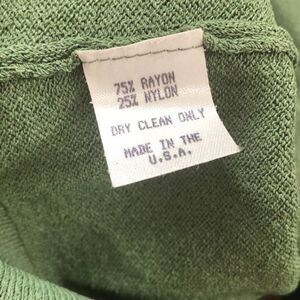 75% RAYON
25% NYLON
DRY CLEAN ONLY
MADE IN THE
U.S.A.